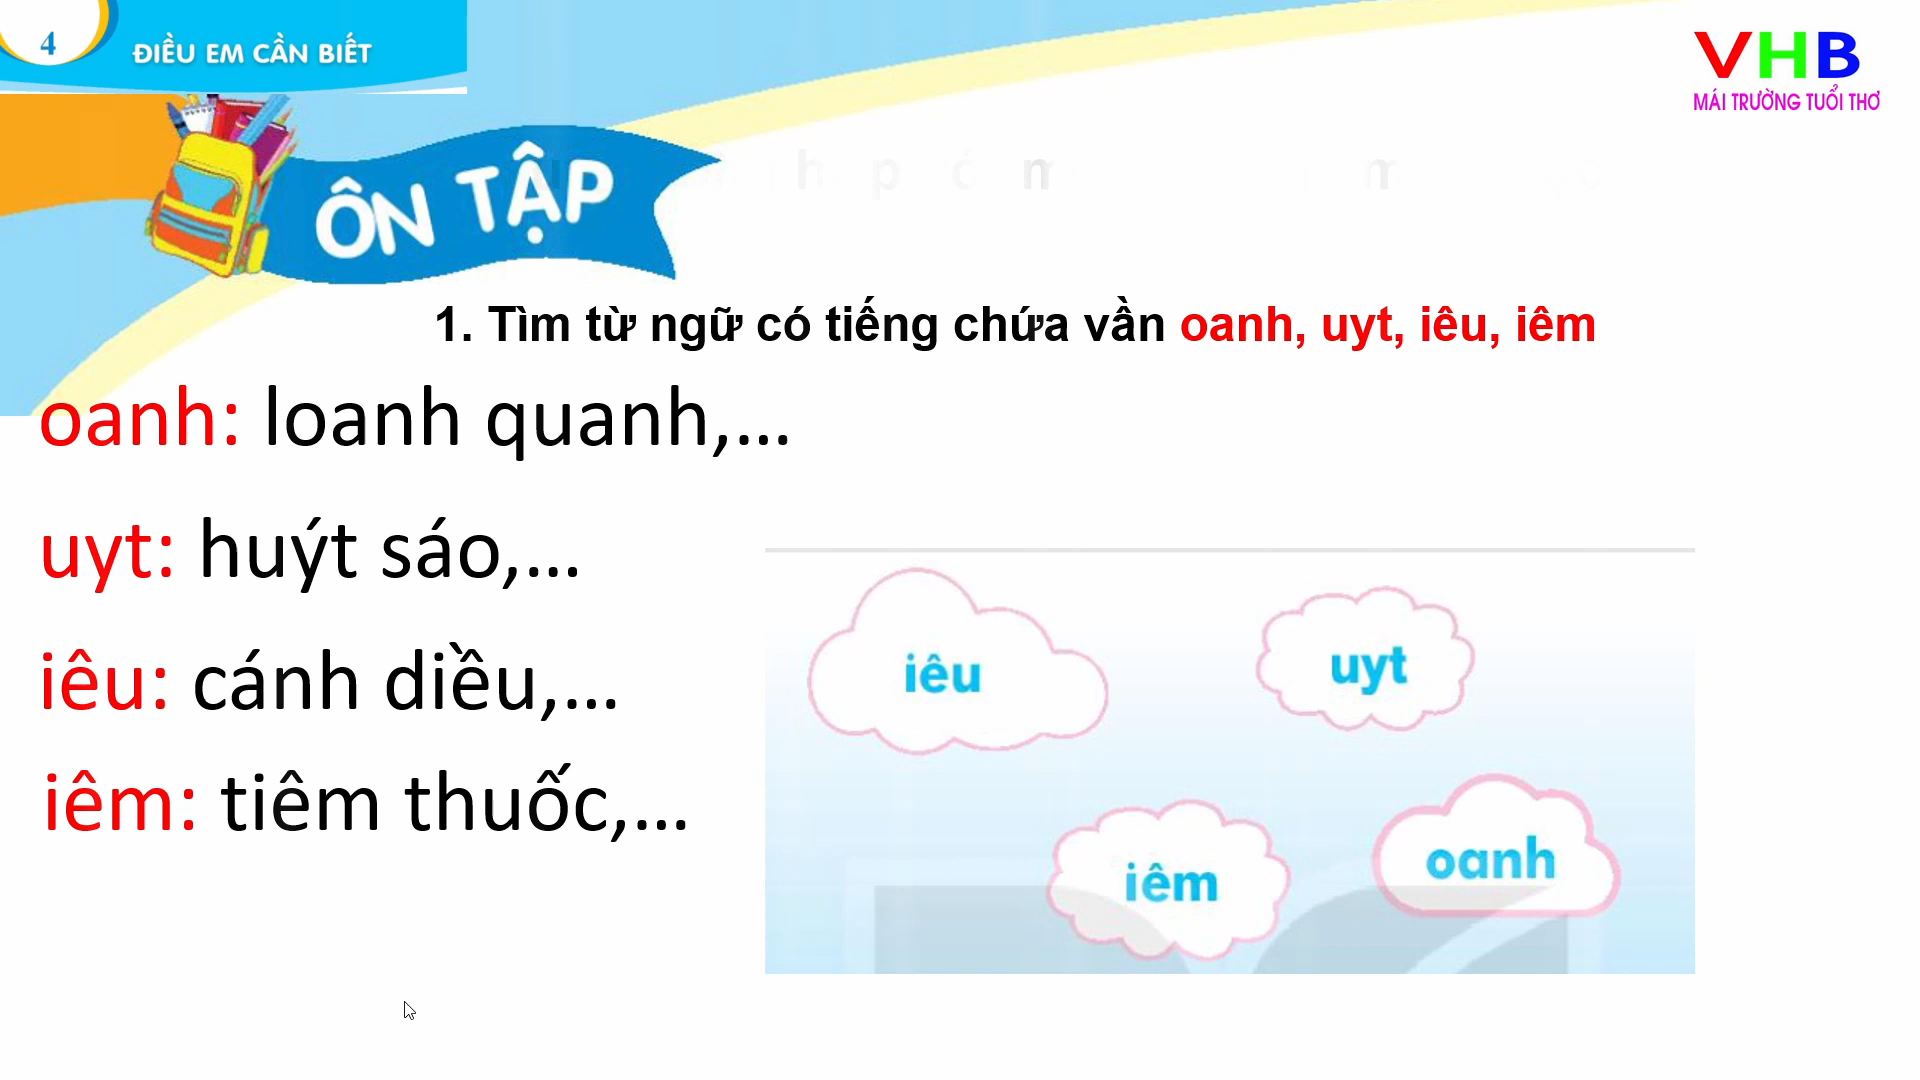 4
ĐIỀU EM CẦN BIẾT
VHB
MÁI TRƯỜNG TUỔI THƠ
ÔN TẬP
1. Tìm từ ngữ có tiếng chứa vần oanh, uyt, iêu, iêm
oanh: loanh quanh,...
uyt: huýt sáo,...
iêu: cánh diều,...
iêm: tiêm thuốc,...
iêu
uyt
iêm
oanh